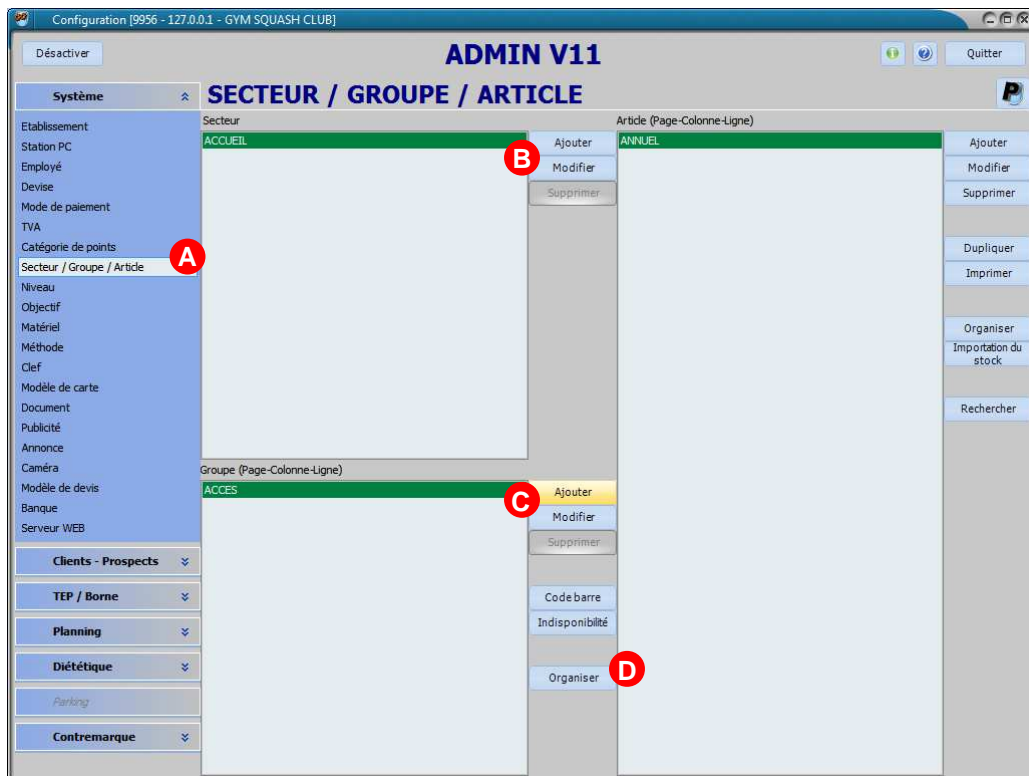 Configuration [9956 - 127.0.0.1 - GYM SQUASH CLUB]
Désactiver
ADMIN V11
Quitter
Système
SECTEUR / GROUPE / ARTICLE
Etablissement
Station PC
Employé
Devise
Mode de paiement
TVA
Catégorie de points
Secteur / Groupe / Article
Niveau
Objectif
Matériel
Méthode
Clef
Modèle de carte
Document
Publicité
Annonce
Caméra
Modèle de devis
Banque
Serveur WEB
Clients - Prospects
TEP / Borne
Planning
Diététique
Parking
Contremarque
A
Secteur
ACCUEIL
B
Ajouter
Modifier
Supprimer
Groupe (Page-Colonne-Ligne)
ACCES
C
Ajouter
Modifier
Supprimer
Code barre
Indisponibilité
Organiser
D
Article (Page-Colonne-Ligne)
ANNUEL
Ajouter
Modifier
Supprimer
Dupliquer
Imprimer
Organiser
Importation du
stock
Rechercher